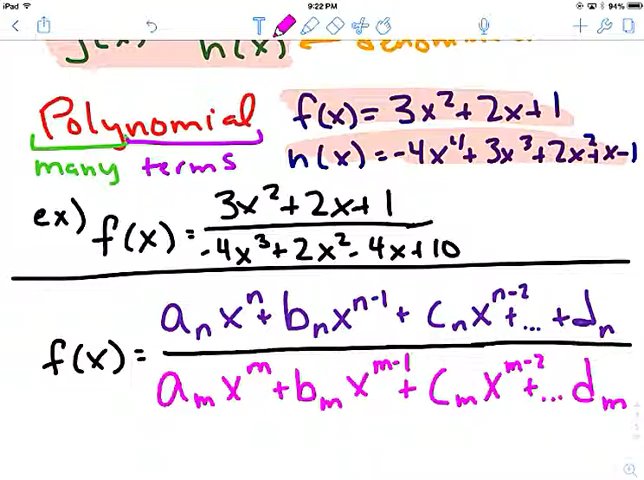 iPad 9:22 PM 94%
T
Polynomial f(x) = 3x² + 2x + 1
many terms h(x) = -4x⁴ + 3x³ + 2x² + x - 1
ex) f(x) = 3x² + 2x + 1
-4x³ + 2x² - 4x + 10
f(x) = aₙxⁿ + bₙxⁿ⁻¹ + cₙxⁿ⁻² + ... + dₙ
aₘxᵐ + bₘxᵐ⁻¹ + cₘxᵐ⁻² + ... dₘ